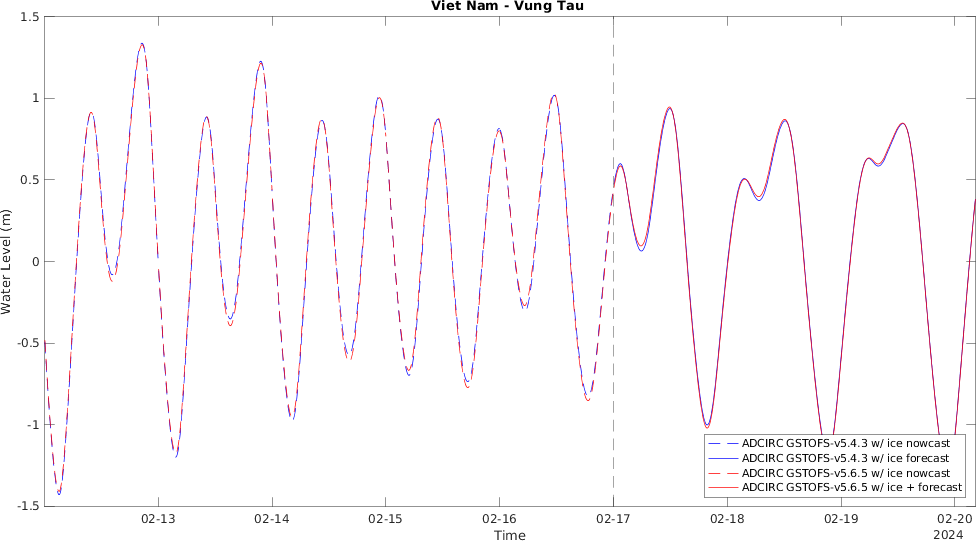 Viet Nam - Vung Tau
1.5
1
0.5
0
-0.5
-1
-1.5
Water Level (m)
02-13 02-14 02-15 02-16 02-17 02-18 02-19 02-20
Time
2024
ADCIRC GSTOFS-v5.4.3 w/ ice nowcast
ADCIRC GSTOFS-v5.4.3 w/ ice forecast
ADCIRC GSTOFS-v5.6.5 w/ ice nowcast
ADCIRC GSTOFS-v5.6.5 w/ ice + forecast